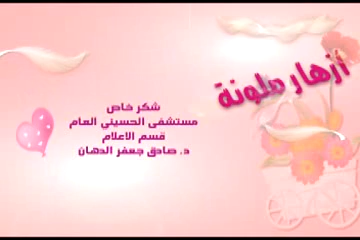 أزهار ملونة
شكر خاص
مستشفى الحسيني العام
قسم الاعلام
د. صادق جعفر الدهان